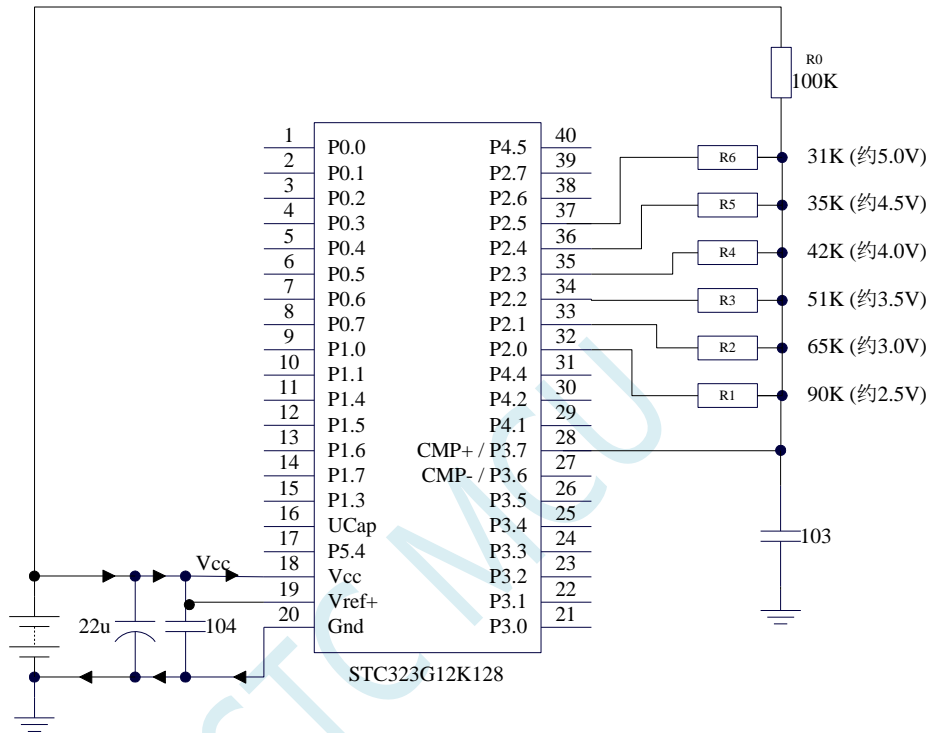 R0
100K
1 P0.0 P4.5 40
2 P0.1 P2.7 39
3 P0.2 P2.6 38
4 P0.3 P2.5 37
5 P0.4 P2.4 36
6 P0.5 P2.3 35
7 P0.6 P2.2 34
8 P0.7 P2.1 33
9 P1.0 P2.0 32
10 P1.1 P4.4 31
11 P1.4 P4.2 30
12 P1.5 P4.1 29
13 P1.6 CMP+ / P3.7 28
14 P1.7 CMP- / P3.6 27
15 P1.3 P3.5 26
16 UCap P3.4 25
17 P5.4 P3.3 24
18 Vcc P3.2 23
19 Vref+ P3.1 22
20 Gnd P3.0 21
R6 31K (约5.0V)
R5 35K (约4.5V)
R4 42K (约4.0V)
R3 51K (约3.5V)
R2 65K (约3.0V)
R1 90K (约2.5V)
103
Vcc
22u 104
STC323G12K128
STC MCU